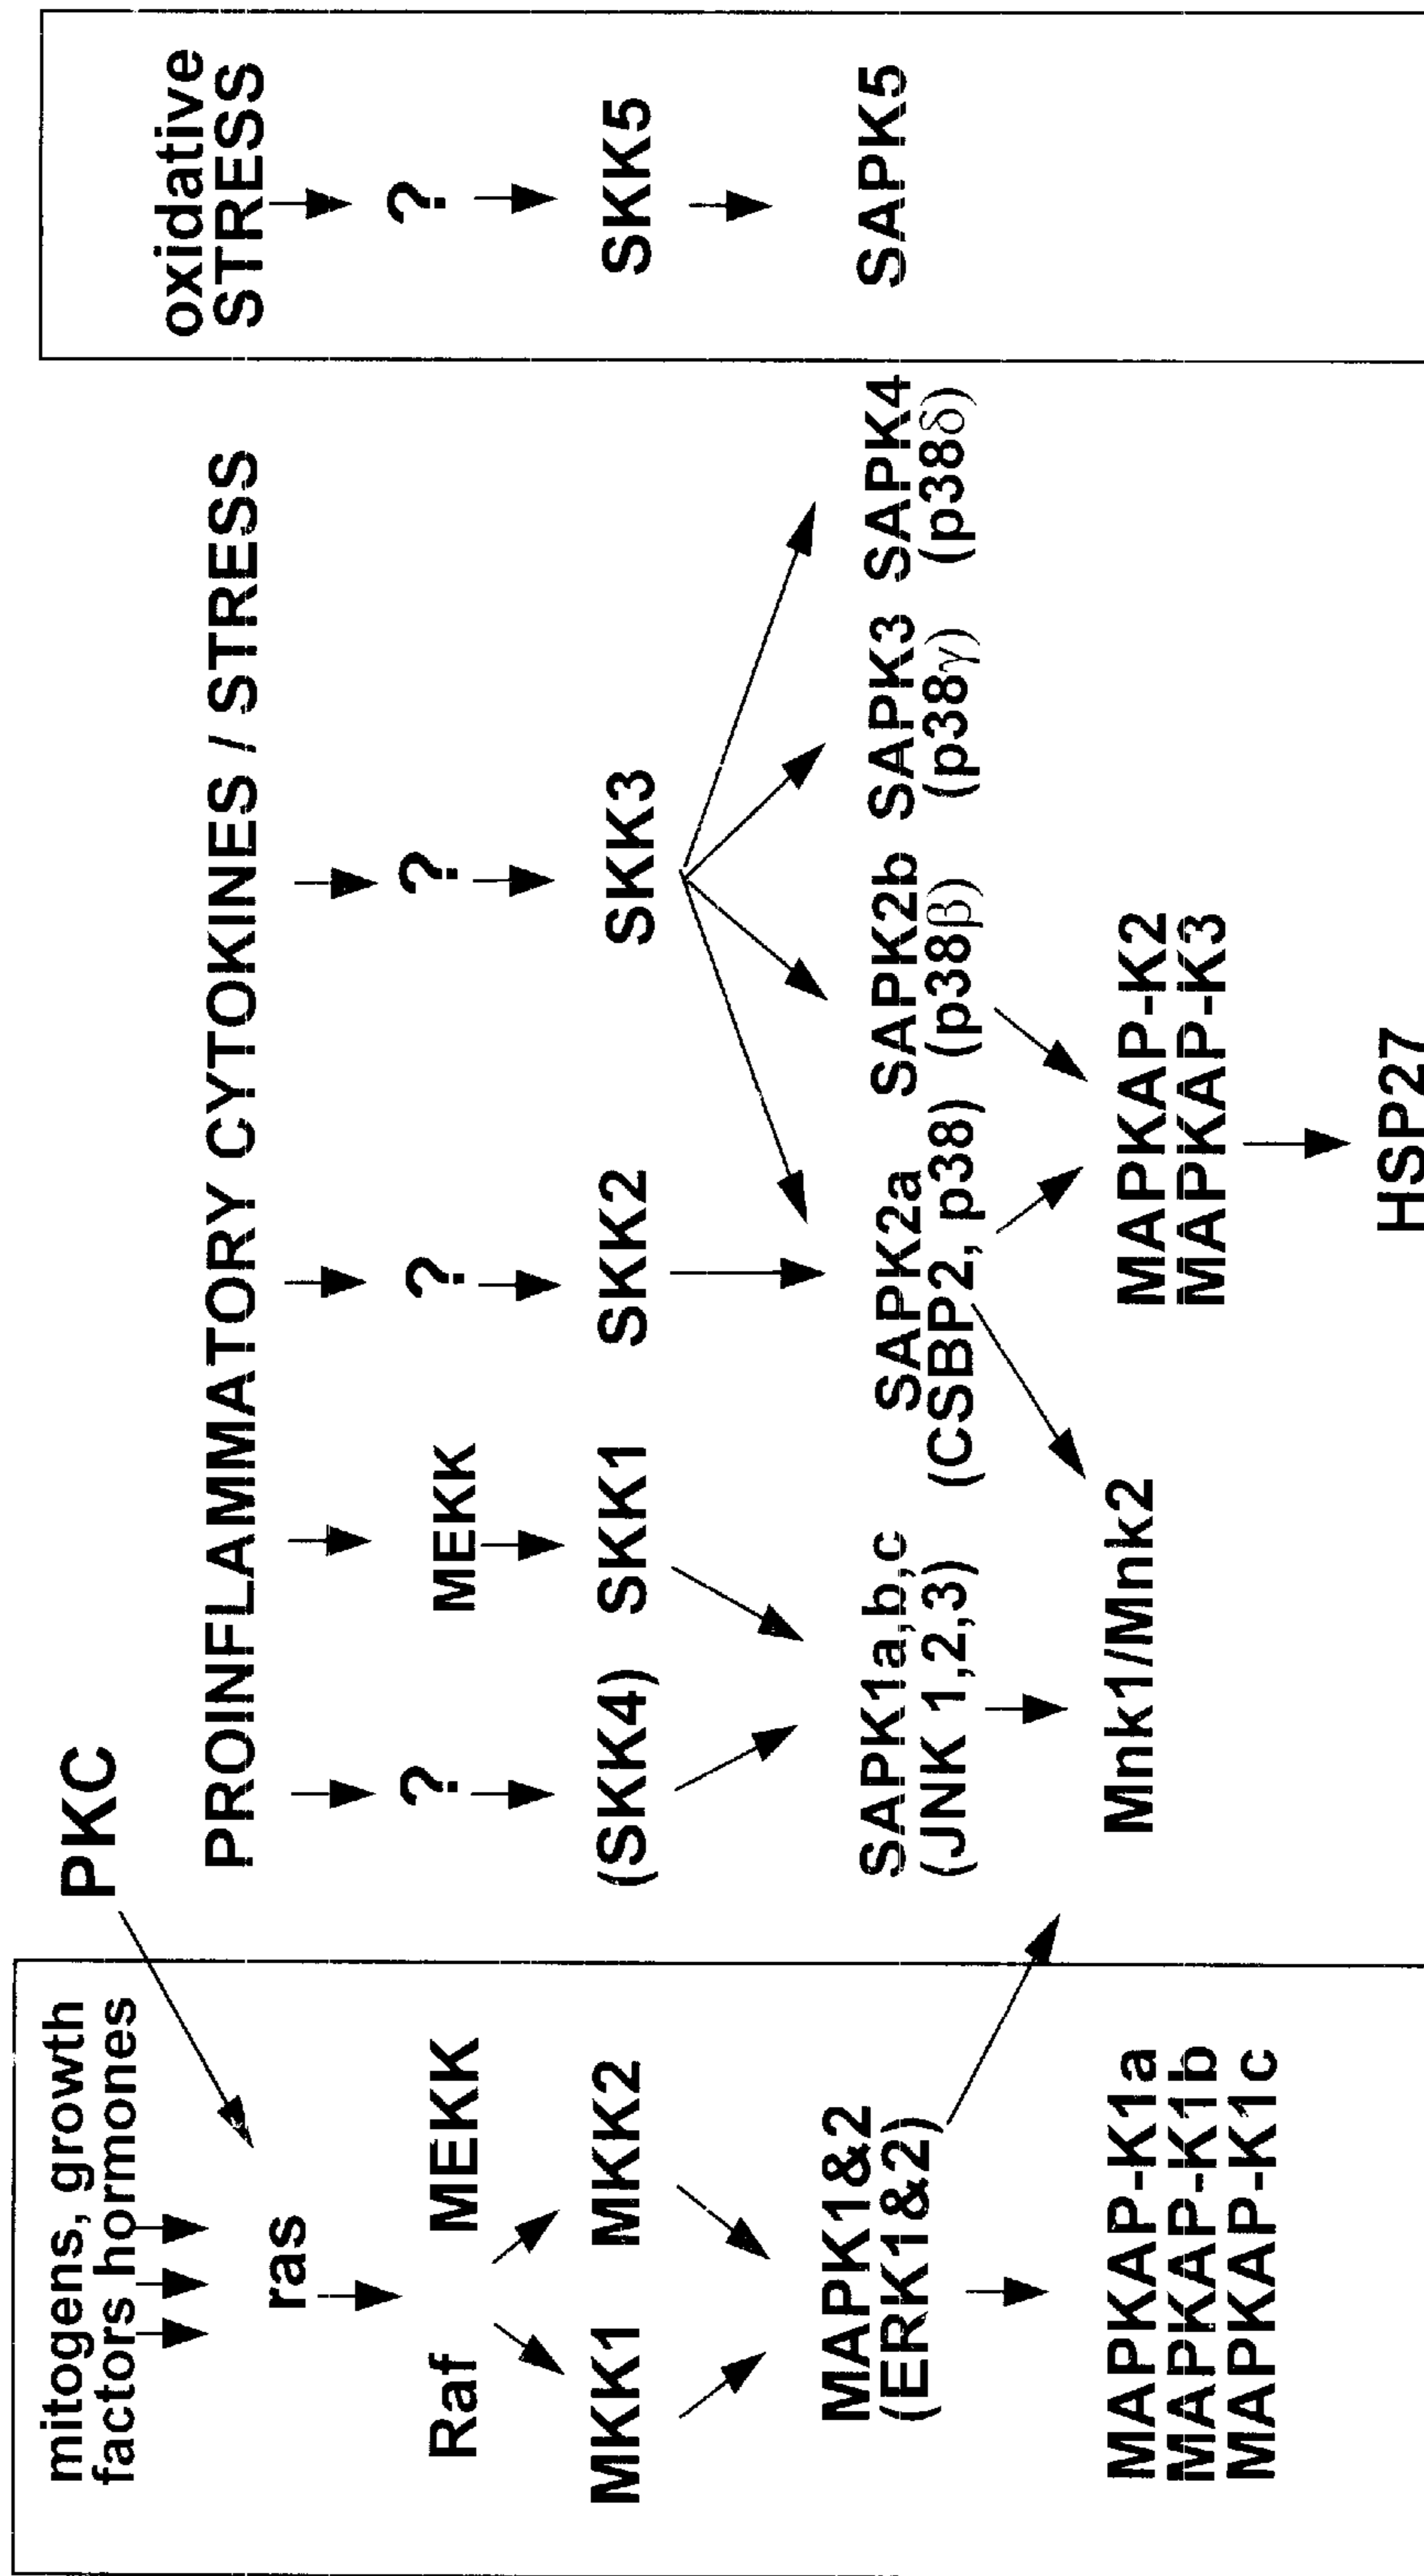 mitogens, growth
factors hormones
ras
Raf MEKK
MKK1 MKK2
MAPK1&2
(ERK1&2)
MAPKAP-K1a
MAPKAP-K1b
MAPKAP-K1c
PKC
PROINFLAMMATORY CYTOKINES / STRESS
? MEKK ? ?
(SKK4) SKK1 SKK2 SKK3
SAPK1a,b,c
(JNK 1,2,3)
SAPK2a
(CSBP2, p38)
SAPK2b
(p38β)
SAPK3
(p38γ)
SAPK4
(p38δ)
Mnk1/Mnk2
MAPKAP-K2
MAPKAP-K3
HSP27
oxidative
STRESS
?
SKK5
SAPK5